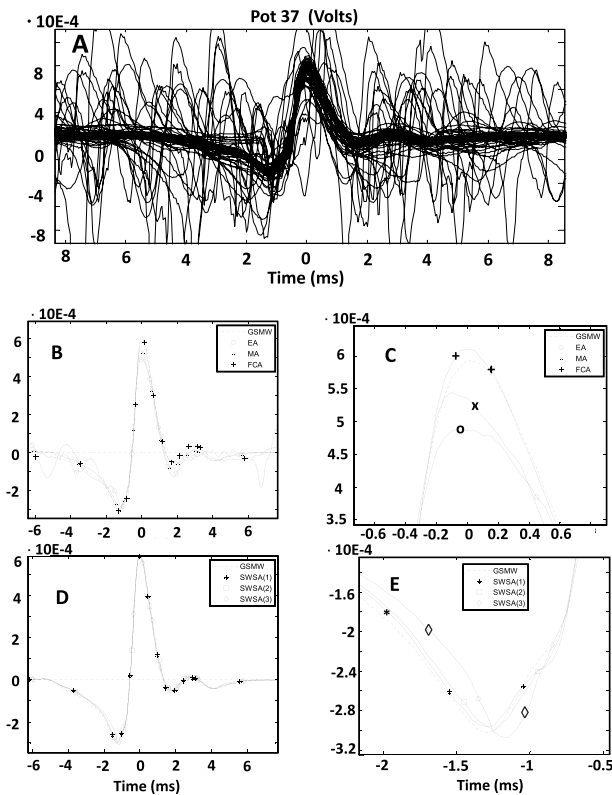 Pot 37 (Volts)
· 10E-4
A
8
4
0
-4
-8
8 6 4 2 0 2 4 6 8
Time (ms)
· 10E-4
B
GSMW
EA
MA
FCA
6
4
2
0
-2
-6 -4 -2 0 2 4 6
· 10E-4
C
GSMW
EA
MA
FCA
6
5.5
5
4.5
4
3.5
-0.6 -0.4 -0.2 0 0.2 0.4 0.6 0.8
· 10E-4
D
GSMW
SWSA(1)
SWSA(2)
SWSA(3)
6
4
2
0
-2
-6 -4 -2 0 2 4 6
Time (ms)
· 10E-4
E
GSMW
SWSA(1)
SWSA(2)
SWSA(3)
-1.6
-2
-2.4
-2.8
-3.2
-2 -1.5 -1 -0.5
Time (ms)